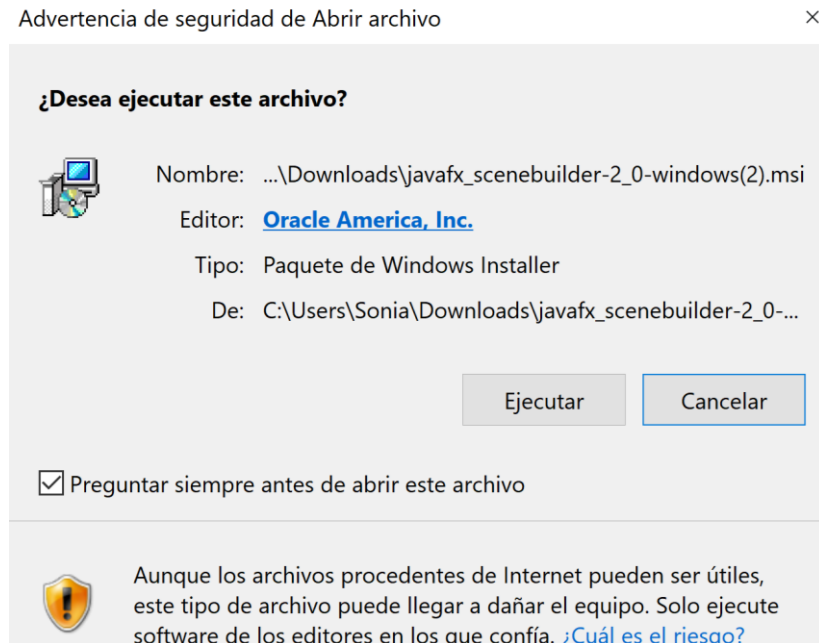 Advertencia de seguridad de Abrir archivo
¿Desea ejecutar este archivo?
Nombre: ...\Downloads\javafx_scenebuilder-2_0-windows(2).msi
Editor: Oracle America, Inc.
Tipo: Paquete de Windows Installer
De: C:\Users\Sonia\Downloads\javafx_scenebuilder-2_0-...
Ejecutar Cancelar
Preguntar siempre antes de abrir este archivo
Aunque los archivos procedentes de Internet pueden ser útiles,
este tipo de archivo puede llegar a dañar el equipo. Solo ejecute
software de los editores en los que confía. ¿Cuál es el riesgo?